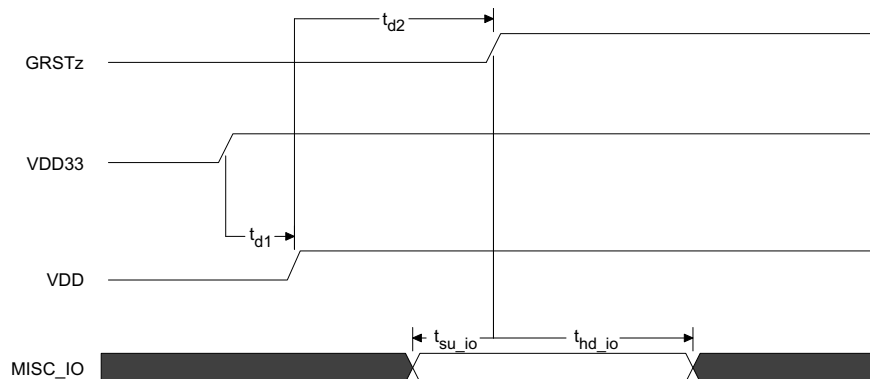 t_d2
GRSTz
VDD33
t_d1
VDD
t_su_io t_hd_io
MISC_IO